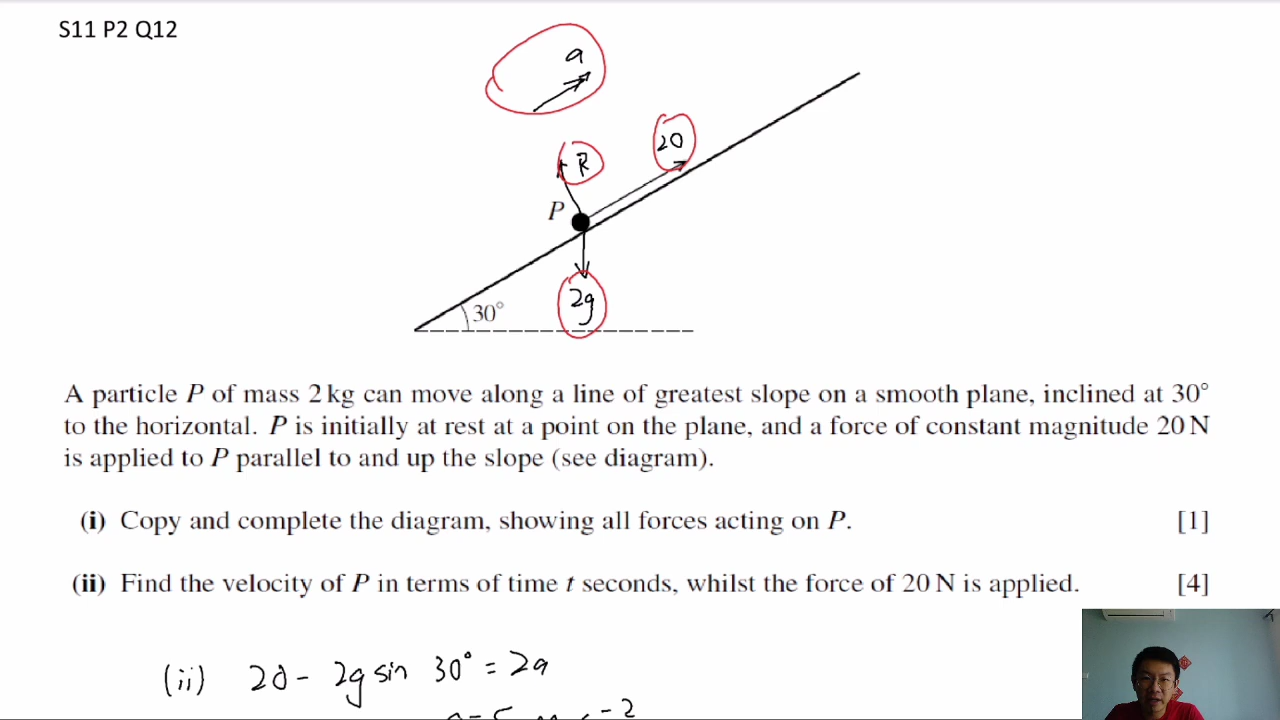 S11 P2 Q12
a
20
R
P
2g
30°
A particle P of mass 2 kg can move along a line of greatest slope on a smooth plane, inclined at 30°
to the horizontal. P is initially at rest at a point on the plane, and a force of constant magnitude 20 N
is applied to P parallel to and up the slope (see diagram).
(i) Copy and complete the diagram, showing all forces acting on P. [1]
(ii) Find the velocity of P in terms of time t seconds, whilst the force of 20 N is applied. [4]
(ii) 20 - 2g sin 30° = 2a